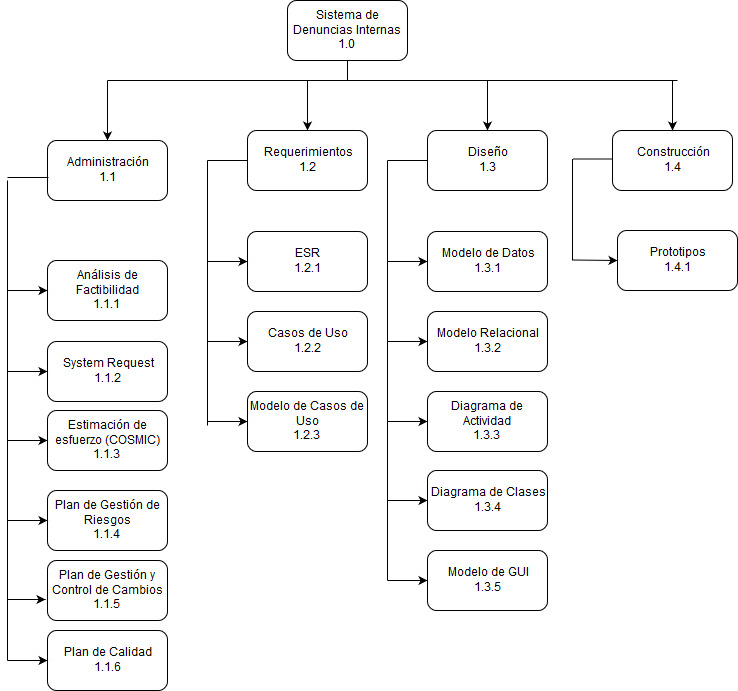 Sistema de
Denuncias Internas
1.0
Administración
1.1
Análisis de
Factibilidad
1.1.1
System Request
1.1.2
Estimación de
esfuerzo (COSMIC)
1.1.3
Plan de Gestión de
Riesgos
1.1.4
Plan de Gestión y
Control de Cambios
1.1.5
Plan de Calidad
1.1.6
Requerimientos
1.2
ESR
1.2.1
Casos de Uso
1.2.2
Modelo de Casos de
Uso
1.2.3
Diseño
1.3
Modelo de Datos
1.3.1
Modelo Relacional
1.3.2
Diagrama de
Actividad
1.3.3
Diagrama de Clases
1.3.4
Modelo de GUI
1.3.5
Construcción
1.4
Prototipos
1.4.1